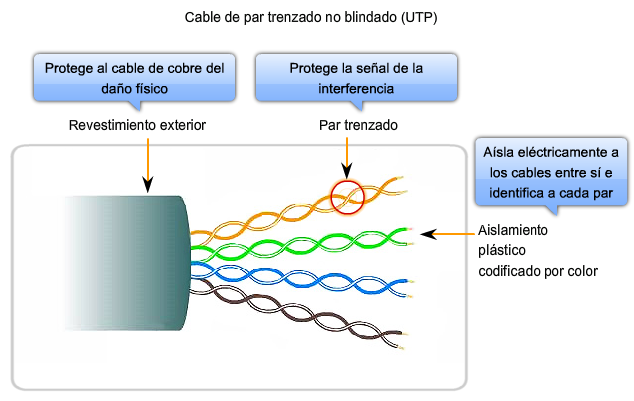 Cable de par trenzado no blindado (UTP)
Protege al cable de cobre del
daño físico
Protege la señal de la
interferencia
Revestimiento exterior
Par trenzado
Aísla eléctricamente a
los cables entre sí e
identifica a cada par
Aislamiento
plástico
codificado por color